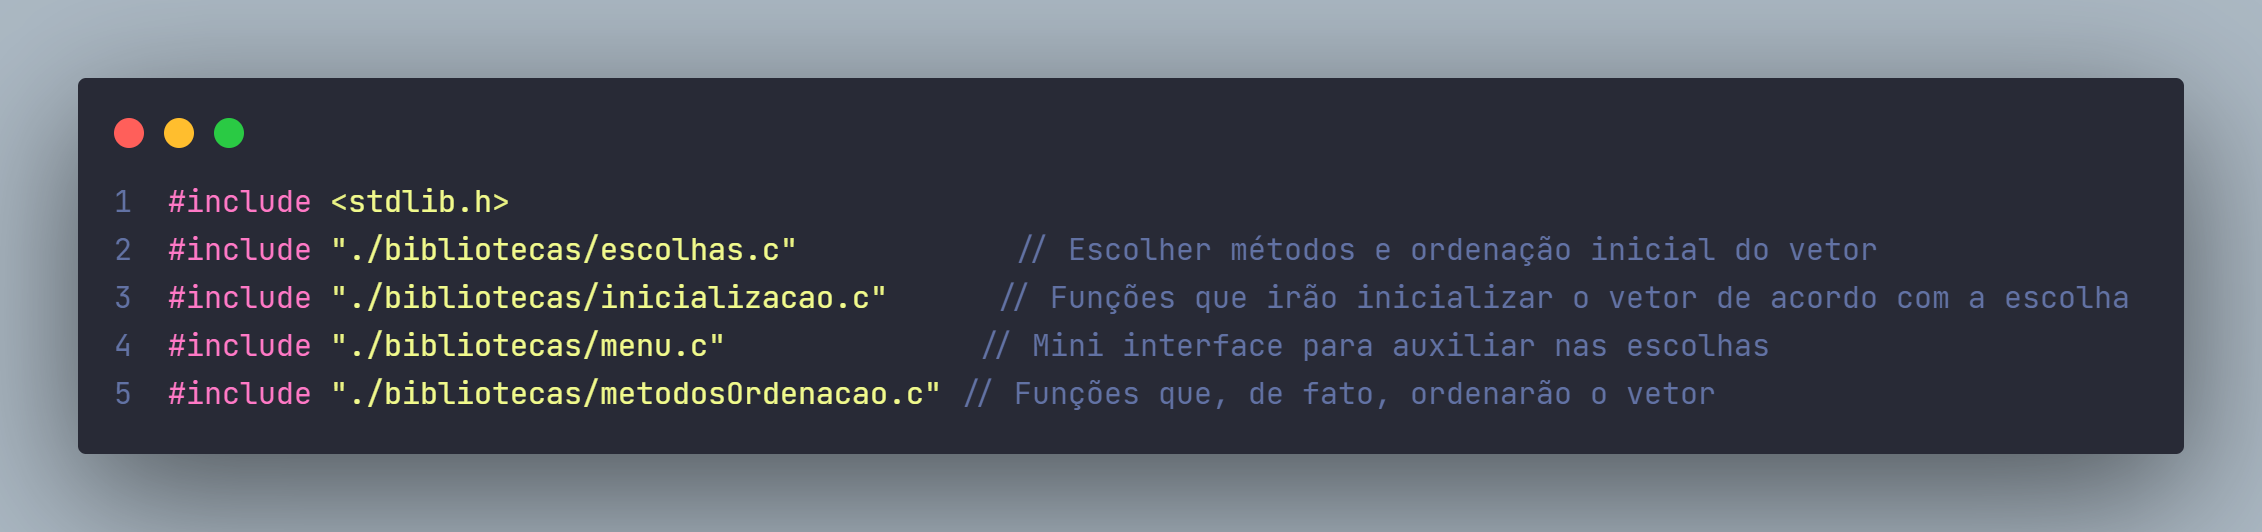 1 #include <stdlib.h>
2 #include "./bibliotecas/escolhas.c" // Escolher métodos e ordenação inicial do vetor
3 #include "./bibliotecas/inicializacao.c" // Funções que irão inicializar o vetor de acordo com a escolha
4 #include "./bibliotecas/menu.c" // Mini interface para auxiliar nas escolhas
5 #include "./bibliotecas/metodosOrdenacao.c" // Funções que, de fato, ordenarão o vetor